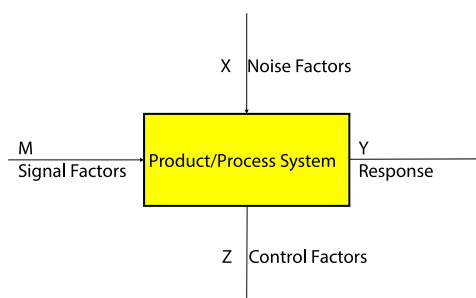 X Noise Factors
M
Signal Factors
Product/Process System
Y
Response
Z Control Factors